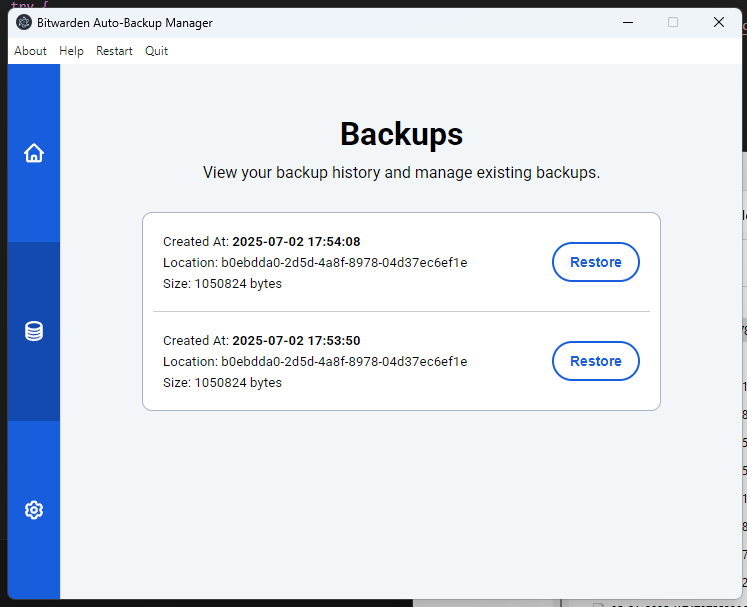 try {
Bitwarden Auto-Backup Manager
About Help Restart Quit
Backups
View your backup history and manage existing backups.
Created At: 2025-07-02 17:54:08
Location: b0ebdda0-2d5d-4a8f-8978-04d37ec6ef1e
Size: 1050824 bytes
Restore
Created At: 2025-07-02 17:53:50
Location: b0ebdda0-2d5d-4a8f-8978-04d37ec6ef1e
Size: 1050824 bytes
Restore